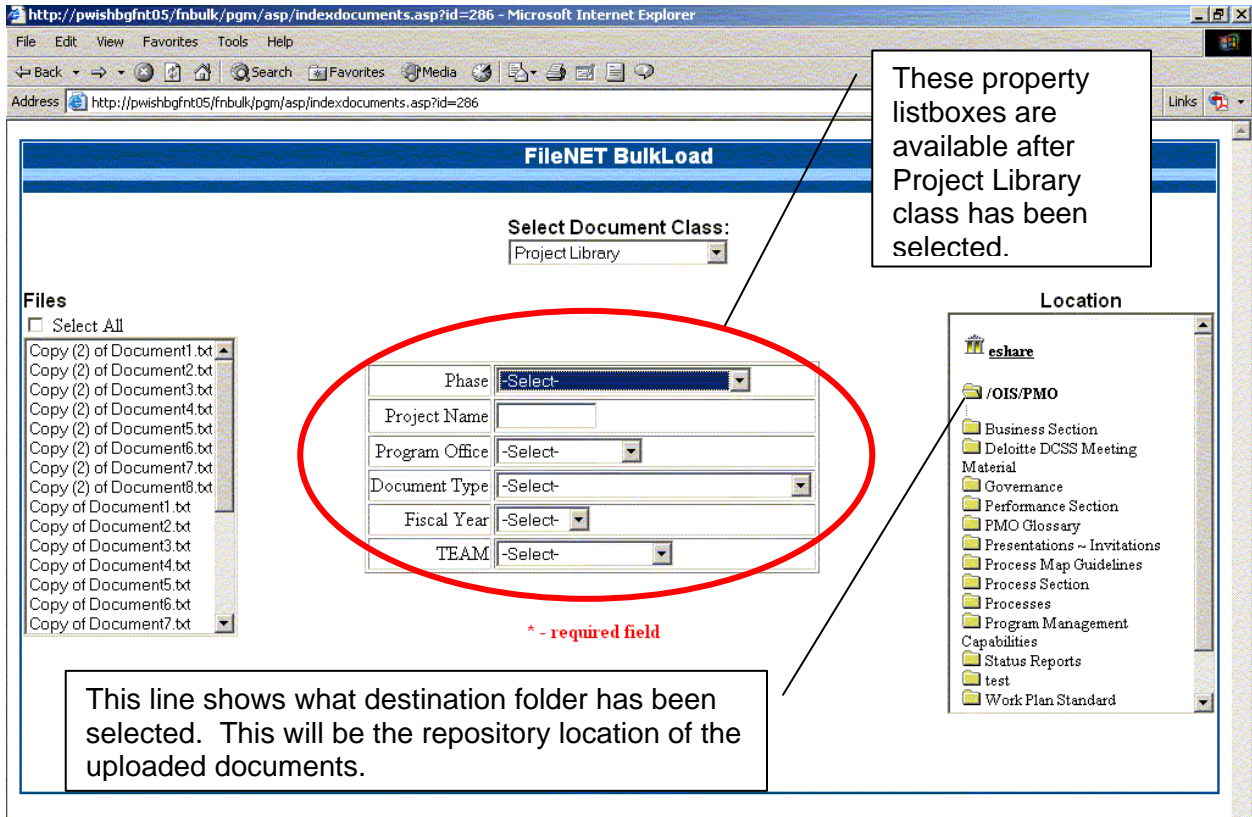 http://pwishbgfnt05/fnbulk/pgm/asp/indexdocuments.asp?id=286 - Microsoft Internet Explorer
File Edit View Favorites Tools Help
Back Search Favorites Media
Address http://pwishbgfnt05/fnbulk/pgm/asp/indexdocuments.asp?id=286
Links
These property
listboxes are
available after
Project Library
class has been
selected.
FileNET BulkLoad
Select Document Class:
Project Library
Files
Select All
Copy (2) of Document1.txt
Copy (2) of Document2.txt
Copy (2) of Document3.txt
Copy (2) of Document4.txt
Copy (2) of Document5.txt
Copy (2) of Document6.txt
Copy (2) of Document7.txt
Copy (2) of Document8.txt
Copy of Document1.txt
Copy of Document2.txt
Copy of Document3.txt
Copy of Document4.txt
Copy of Document5.txt
Copy of Document6.txt
Copy of Document7.txt
Phase -Select-
Project Name
Program Office -Select-
Document Type -Select-
Fiscal Year -Select-
TEAM -Select-
* - required field
Location
eshare
/OIS/PMO
Business Section
Deloitte DCSS Meeting
Material
Governance
Performance Section
PMO Glossary
Presentations ~ Invitations
Process Map Guidelines
Process Section
Processes
Program Management
Capabilities
Status Reports
test
Work Plan Standard
This line shows what destination folder has been
selected. This will be the repository location of the
uploaded documents.